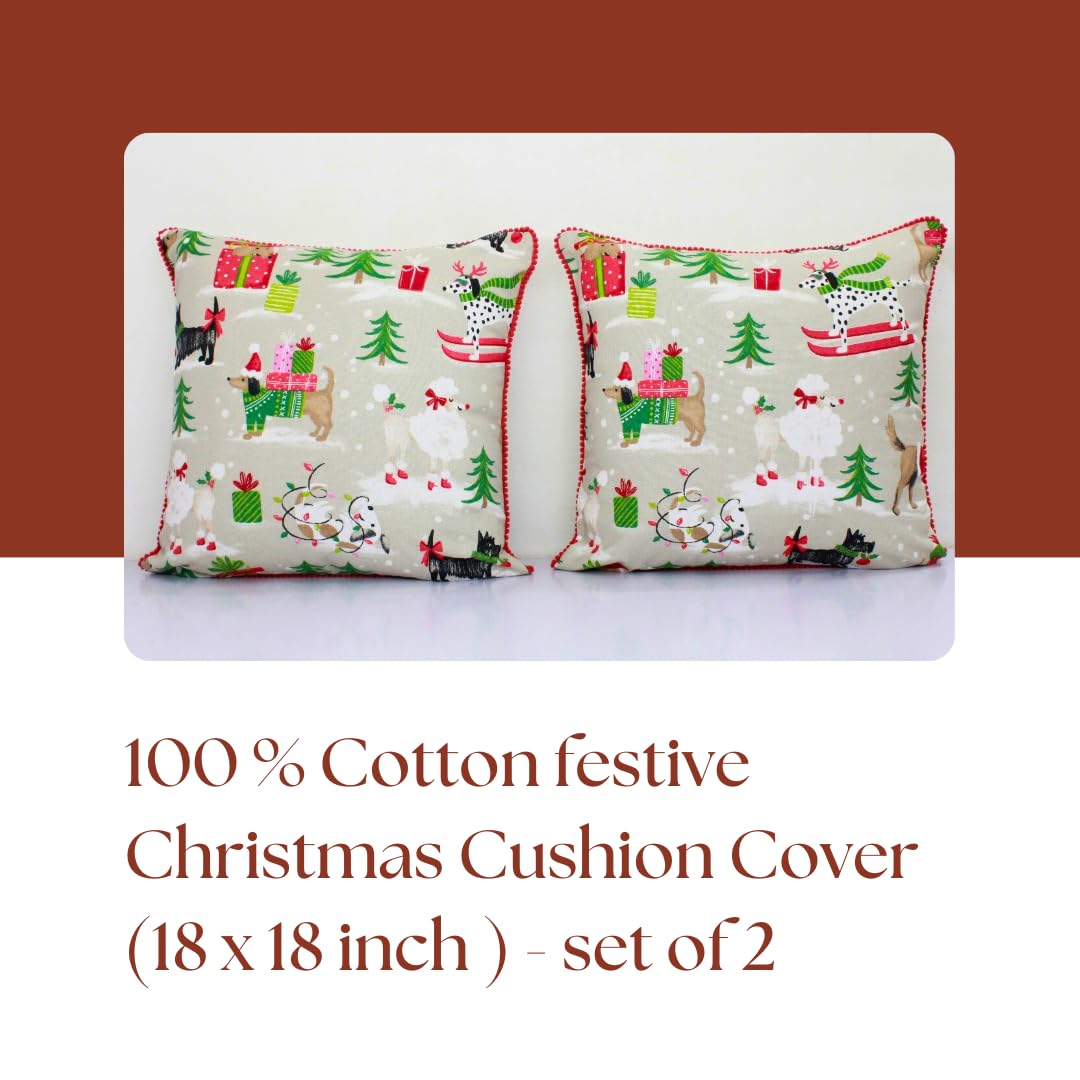 100 % Cotton festive
Christmas Cushion Cover
(18 x 18 inch ) - set of 2